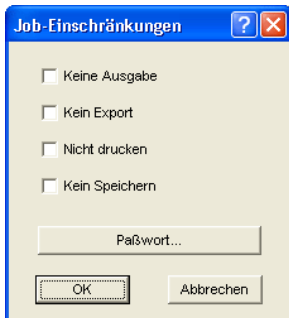 Job-Einschränkungen
Keine Ausgabe
Kein Export
Nicht drucken
Kein Speichern
Paßwort...
OK Abbrechen